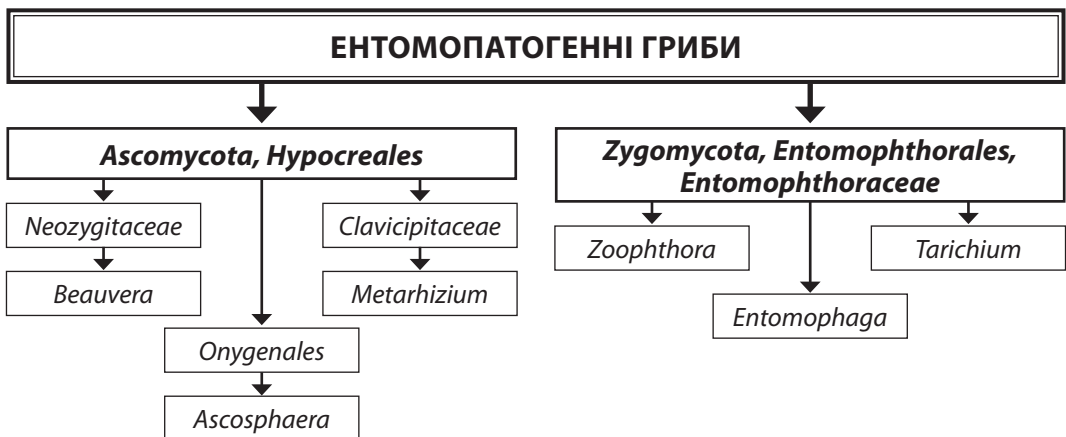 ЕНТОМОПАТОГЕННІ ГРИБИ
Ascomycota, Hypocreales
Neozygitaceae
Beauvera
Clavicipitaceae
Metarhizium
Onygenales
Ascosphaera
Zygomycota, Entomophthorales,
Entomophthoraceae
Zoophthora
Tarichium
Entomophaga